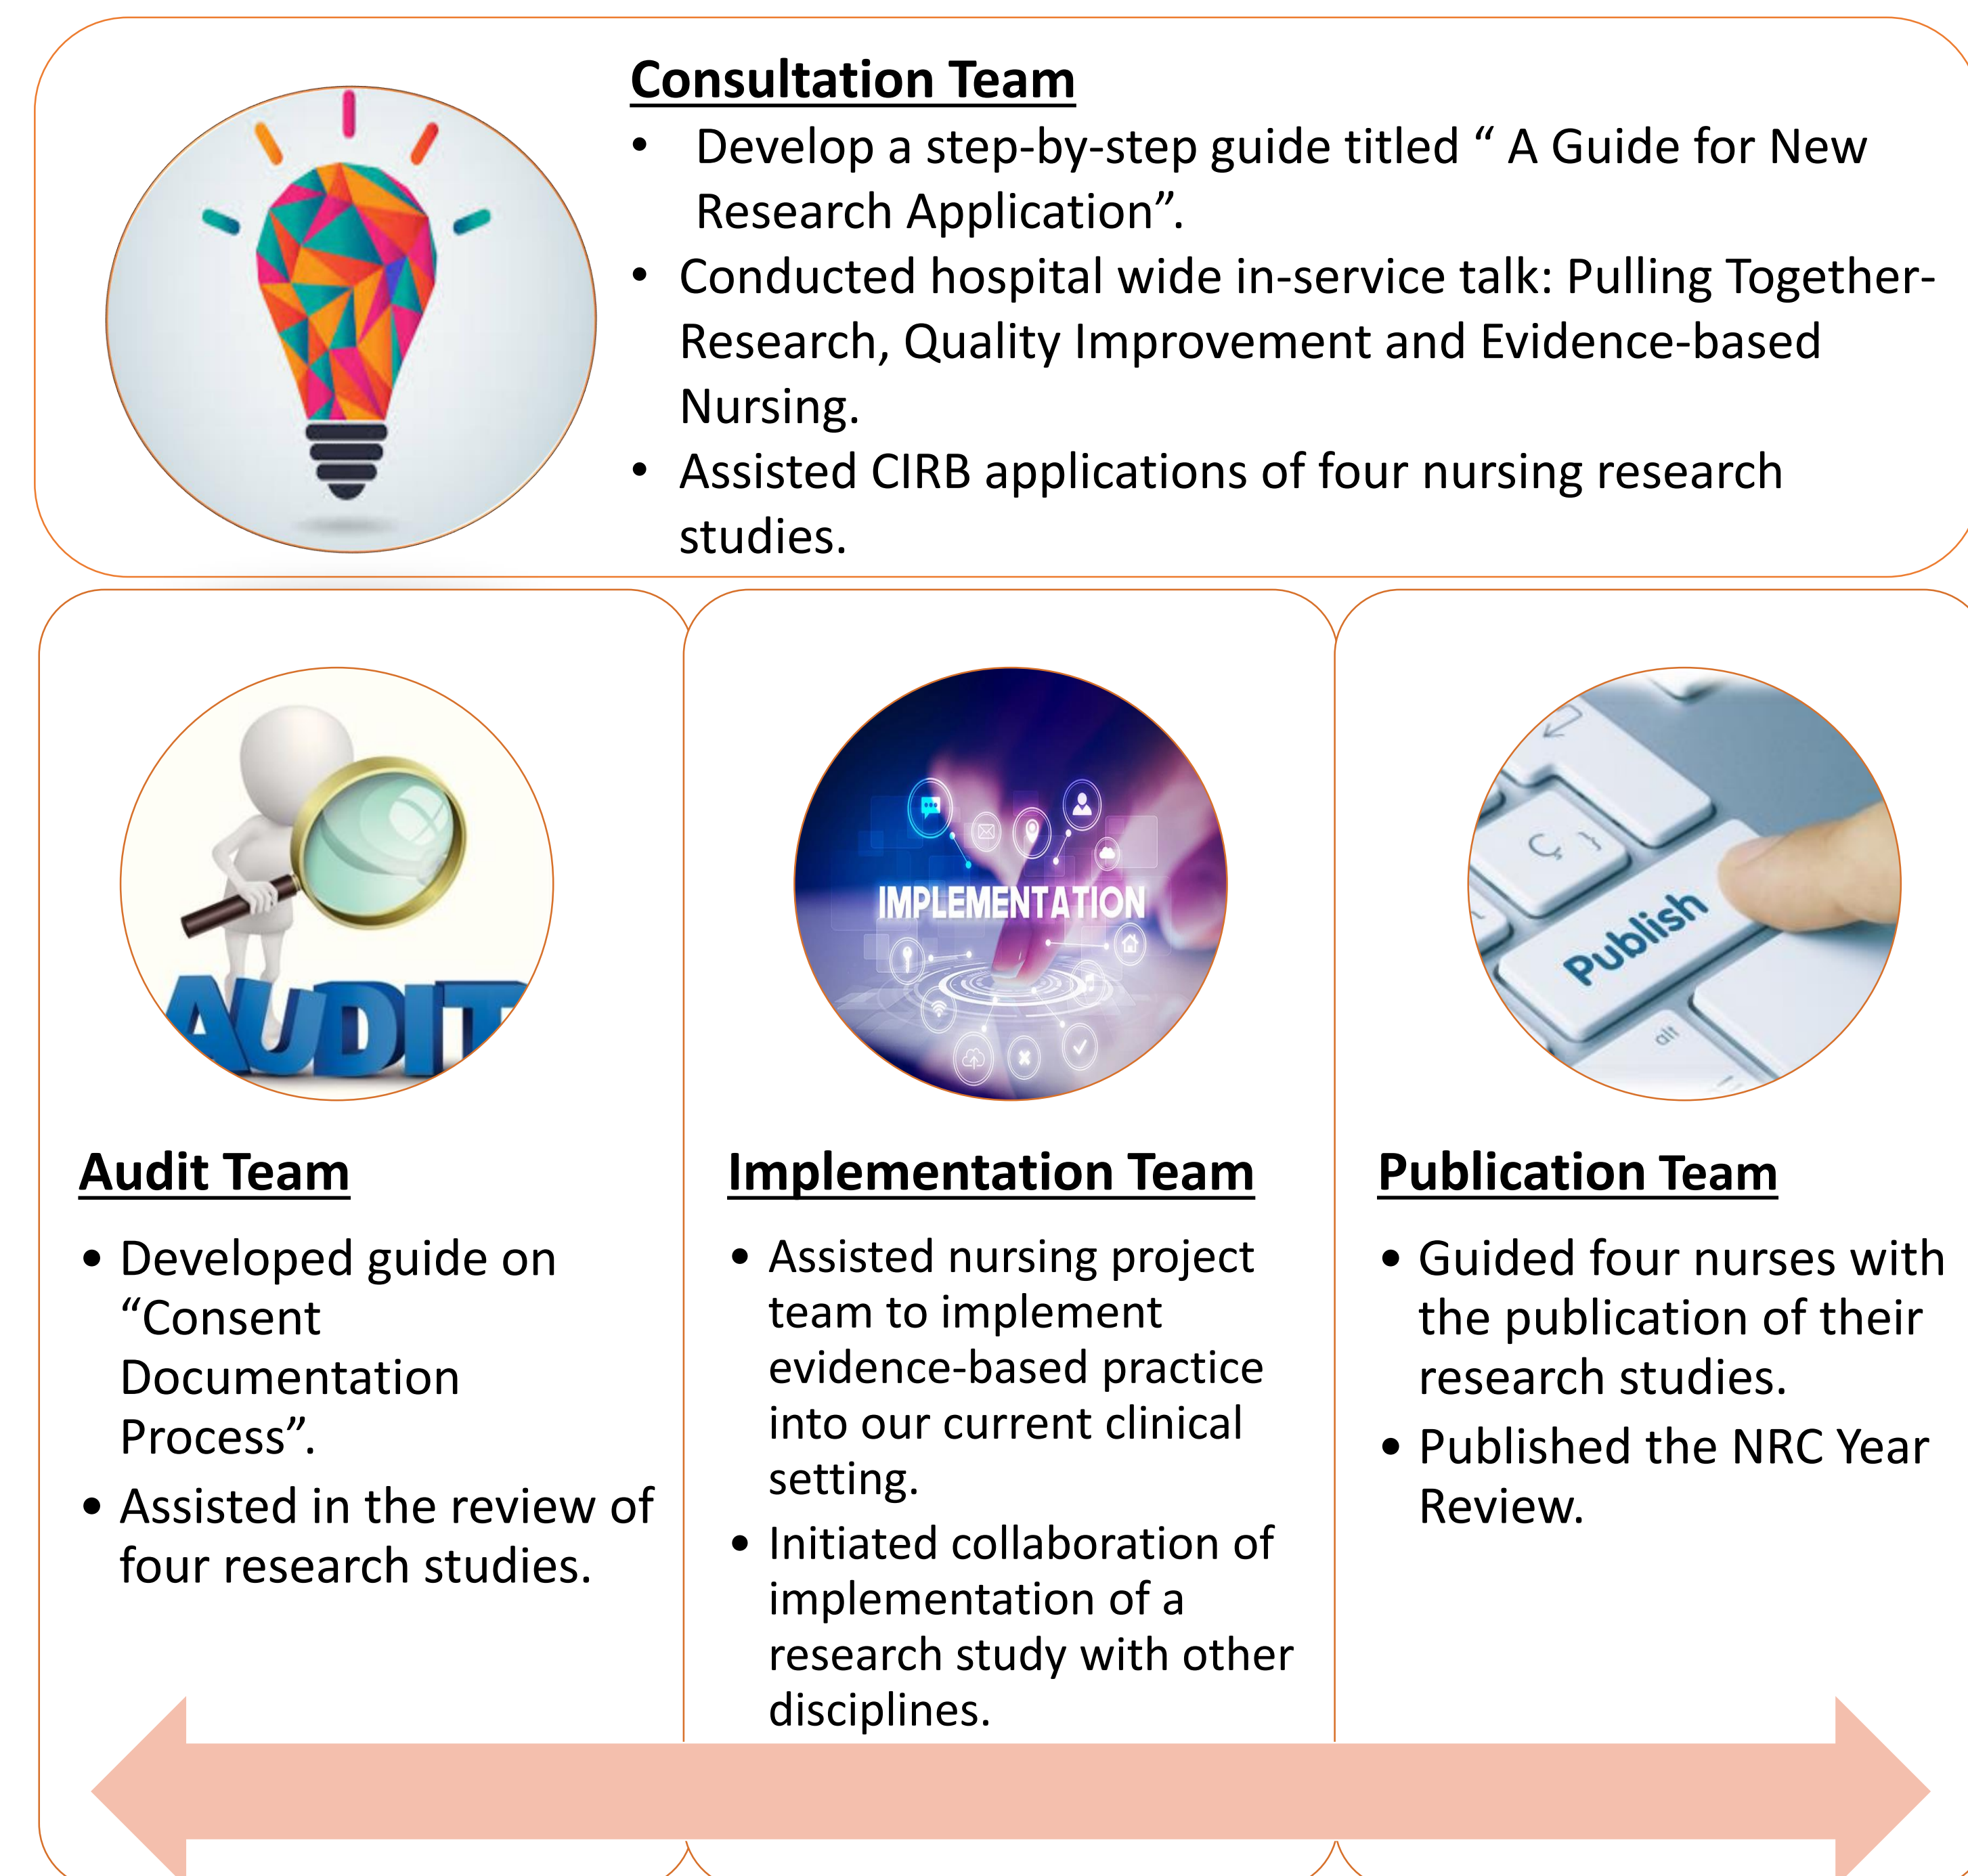 Consultation Team
• Develop a step-by-step guide titled “ A Guide for New
Research Application”.
• Conducted hospital wide in-service talk: Pulling Together-
Research, Quality Improvement and Evidence-based
Nursing.
• Assisted CIRB applications of four nursing research
studies.
AUDIT
Audit Team
• Developed guide on
“Consent
Documentation
Process”.
• Assisted in the review of
four research studies.
IMPLEMENTATION
Implementation Team
• Assisted nursing project
team to implement
evidence-based practice
into our current clinical
setting.
• Initiated collaboration of
implementation of a
research study with other
disciplines.
Ç }
Publish
alt
Publication Team
• Guided four nurses with
the publication of their
research studies.
• Published the NRC Year
Review.